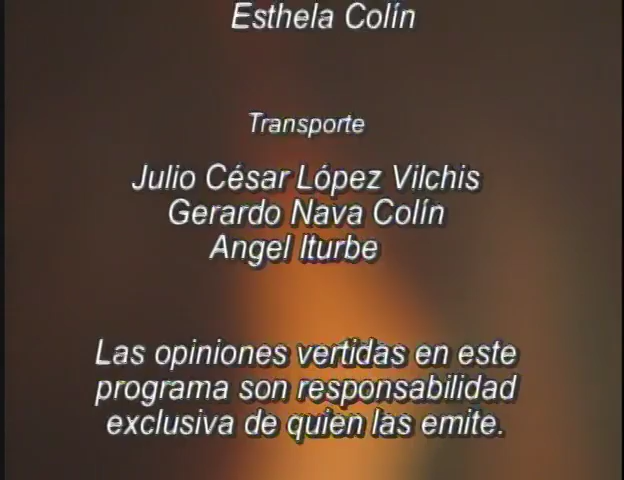 Esthela Colín
Transporte
Julio César López Vilchis
Gerardo Nava Colín
Angel Iturbe
Las opiniones vertidas en este
programa son responsabilidad
exclusiva de quien las emite.